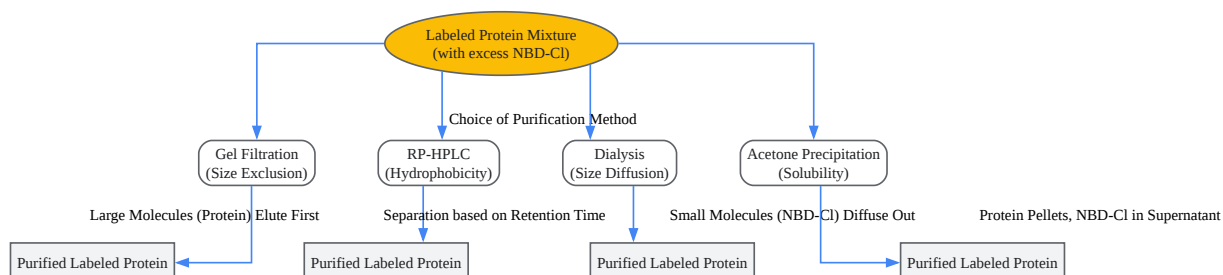 Labeled Protein Mixture
(with excess NBD-Cl)
Choice of Purification Method
Gel Filtration
(Size Exclusion)
RP-HPLC
(Hydrophobicity)
Dialysis
(Size Diffusion)
Acetone Precipitation
(Solubility)
Large Molecules (Protein) Elute First
Separation based on Retention Time
Small Molecules (NBD-Cl) Diffuse Out
Protein Pellets, NBD-Cl in Supernatant
Purified Labeled Protein
Purified Labeled Protein
Purified Labeled Protein
Purified Labeled Protein